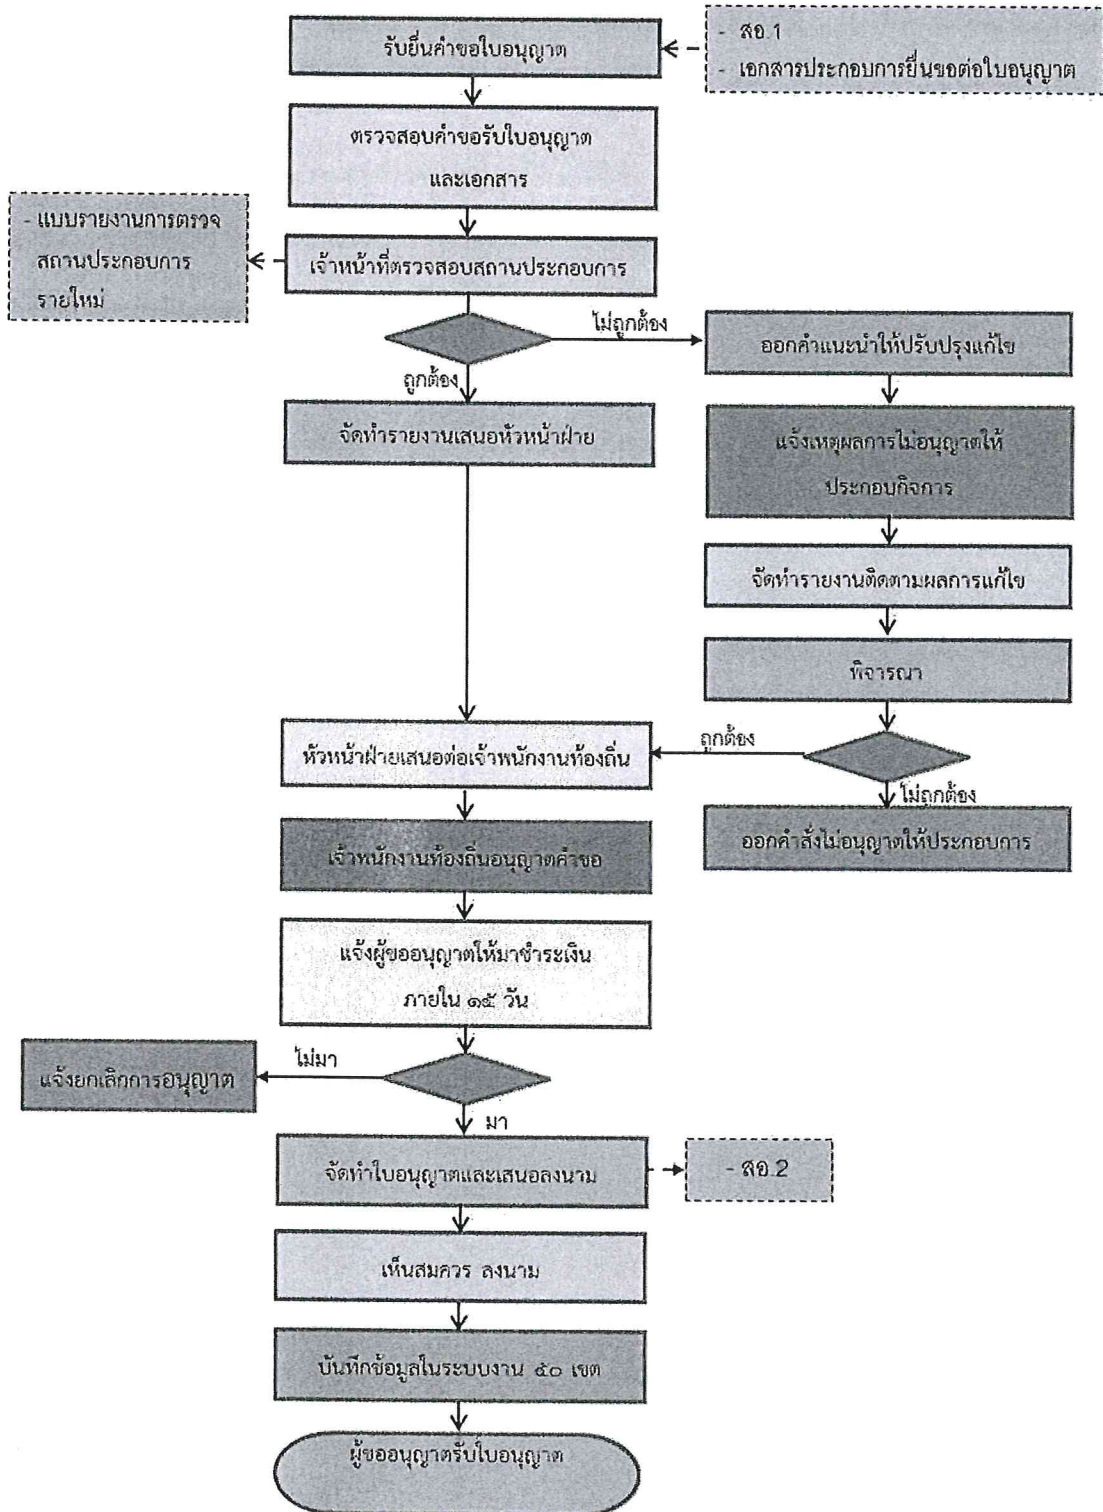 รับยื่นคำขอใบอนุญาต
- สอ.1
- เอกสารประกอบการยื่นขอต่อใบอนุญาต
ตรวจสอบคำขอรับใบอนุญาต
และเอกสาร
- แบบรายงานการตรวจ
สถานประกอบการ
รายใหม่
เจ้าหน้าที่ตรวจสอบสถานประกอบการ
ไม่ถูกต้อง
ถูกต้อง
ออกคำแนะนำให้ปรับปรุงแก้ไข
จัดทำรายงานเสนอหัวหน้าฝ่าย
แจ้งเหตุผลการไม่อนุญาตให้
ประกอบกิจการ
จัดทำรายงานติดตามผลการแก้ไข
พิจารณา
หัวหน้าฝ่ายเสนอต่อเจ้าพนักงานท้องถิ่น
ถูกต้อง
ไม่ถูกต้อง
เจ้าพนักงานท้องถิ่นอนุญาตคำขอ
ออกคำสั่งไม่อนุญาตให้ประกอบการ
แจ้งผู้ขออนุญาตให้มาชำระเงิน
ภายใน ๑๕ วัน
ไม่มา
แจ้งยกเลิกการอนุญาต
มา
จัดทำใบอนุญาตและเสนอลงนาม
- สอ.2
เห็นสมควร ลงนาม
บันทึกข้อมูลในระบบงาน ๕๐ เขต
ผู้ขออนุญาตรับใบอนุญาต